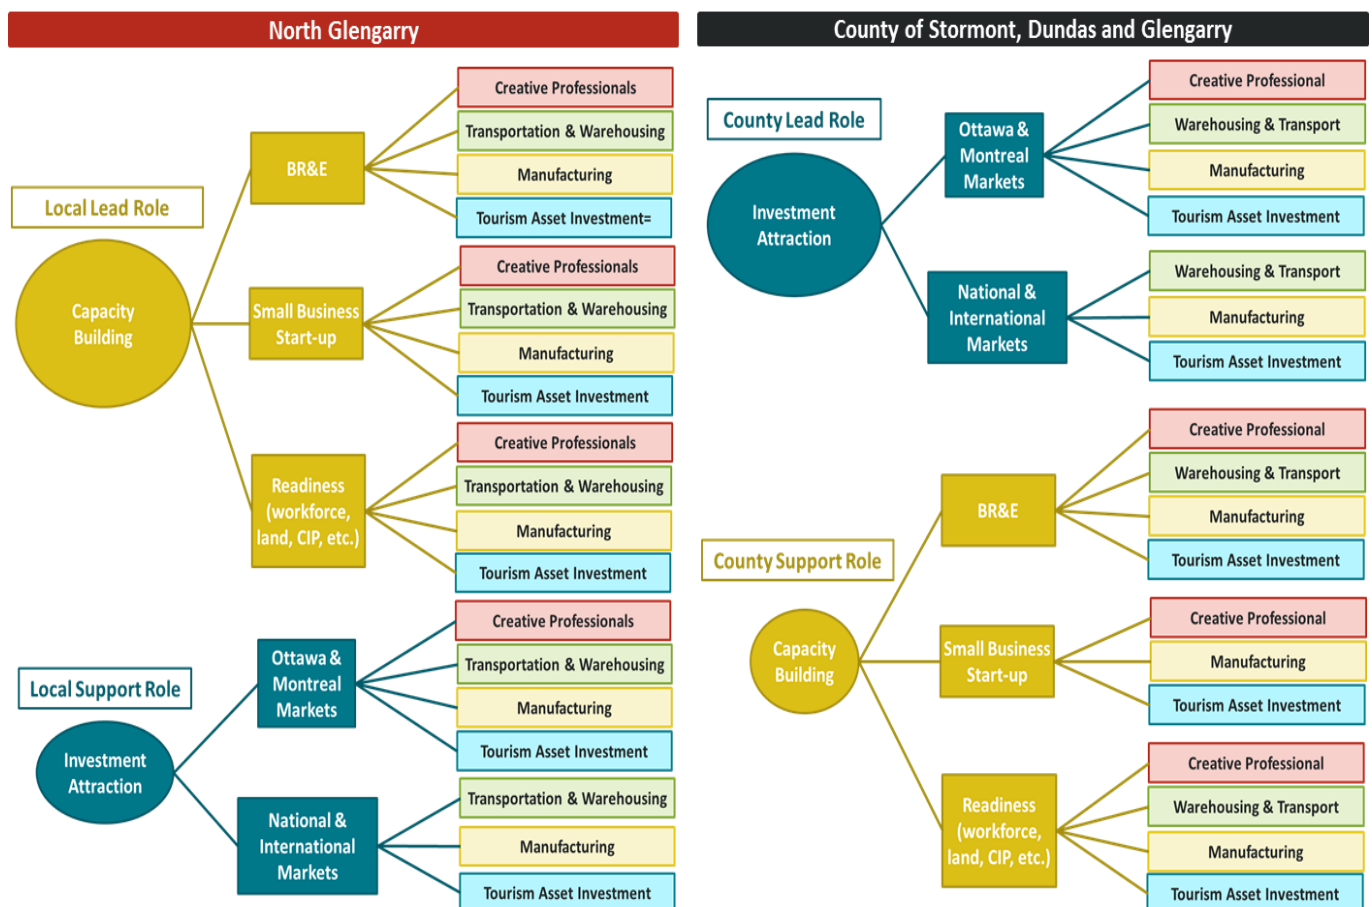 North Glengarry
Local Lead Role
Capacity
Building
BR&E
Creative Professionals
Transportation & Warehousing
Manufacturing
Tourism Asset Investment=
Small Business
Start-up
Creative Professionals
Transportation & Warehousing
Manufacturing
Tourism Asset Investment
Readiness
(workforce,
land, CIP, etc.)
Creative Professionals
Transportation & Warehousing
Manufacturing
Tourism Asset Investment
Local Support Role
Investment
Attraction
Ottawa &
Montreal
Markets
Creative Professionals
Transportation & Warehousing
Manufacturing
Tourism Asset Investment
National &
International
Markets
Transportation & Warehousing
Manufacturing
Tourism Asset Investment
County of Stormont, Dundas and Glengarry
County Lead Role
Investment
Attraction
Ottawa &
Montreal
Markets
Creative Professional
Warehousing & Transport
Manufacturing
Tourism Asset Investment
National &
International
Markets
Warehousing & Transport
Manufacturing
Tourism Asset Investment
County Support Role
Capacity
Building
BR&E
Creative Professional
Warehousing & Transport
Manufacturing
Tourism Asset Investment
Small Business
Start-up
Creative Professional
Manufacturing
Tourism Asset Investment
Readiness
(workforce,
land, CIP, etc.)
Creative Professional
Warehousing & Transport
Manufacturing
Tourism Asset Investment